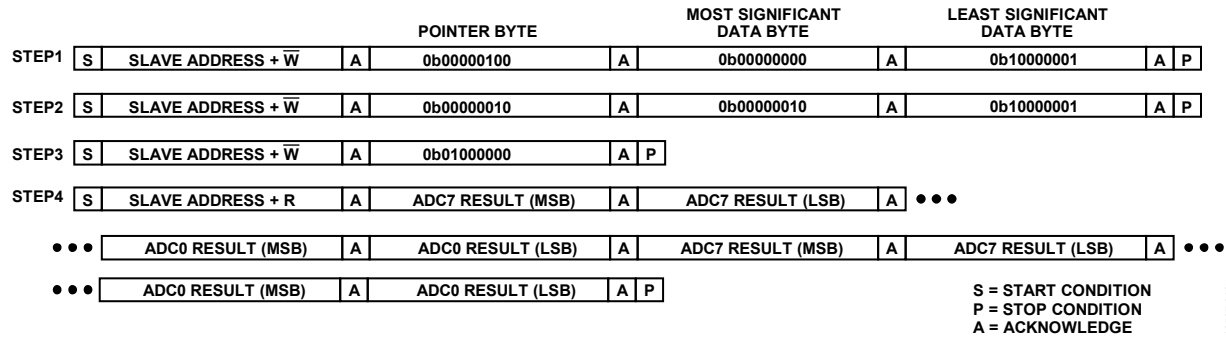 POINTER BYTE MOST SIGNIFICANT DATA BYTE LEAST SIGNIFICANT DATA BYTE
STEP1 S SLAVE ADDRESS + W̅ A 0b00000100 A 0b00000000 A 0b10000001 A P
STEP2 S SLAVE ADDRESS + W̅ A 0b00000010 A 0b00000010 A 0b10000001 A P
STEP3 S SLAVE ADDRESS + W̅ A 0b01000000 A P
STEP4 S SLAVE ADDRESS + R A ADC7 RESULT (MSB) A ADC7 RESULT (LSB) A •••
••• ADC0 RESULT (MSB) A ADC0 RESULT (LSB) A ADC7 RESULT (MSB) A ADC7 RESULT (LSB) A •••
••• ADC0 RESULT (MSB) A ADC0 RESULT (LSB) A P
S = START CONDITION
P = STOP CONDITION
A = ACKNOWLEDGE